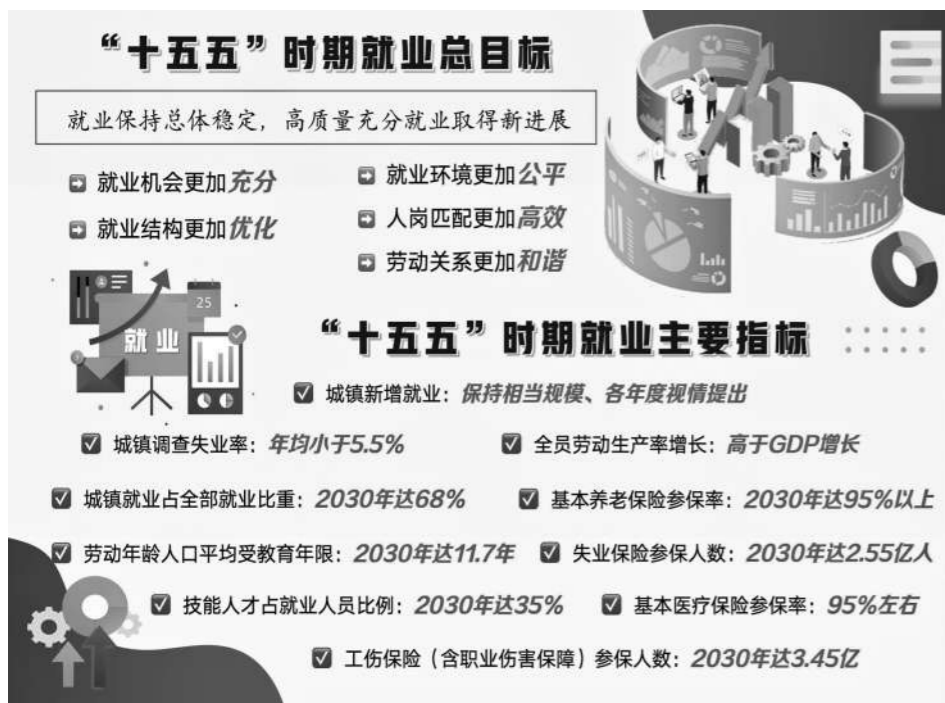 “十五五”时期就业总目标
就业保持总体稳定，高质量充分就业取得新进展
就业机会更加充分
就业结构更加优化
就业环境更加公平
人岗匹配更加高效
劳动关系更加和谐
25
就业
“十五五”时期就业主要指标
城镇新增就业：保持相当规模、各年度视情提出
城镇调查失业率：年均小于5.5%
全员劳动生产率增长：高于GDP增长
城镇就业占全部就业比重：2030年达68%
基本养老保险参保率：2030年达95%以上
劳动年龄人口平均受教育年限：2030年达11.7年
失业保险参保人数：2030年达2.55亿人
技能人才占就业人员比例：2030年达35%
基本医疗保险参保率：95%左右
工伤保险（含职业伤害保障）参保人数：2030年达3.45亿